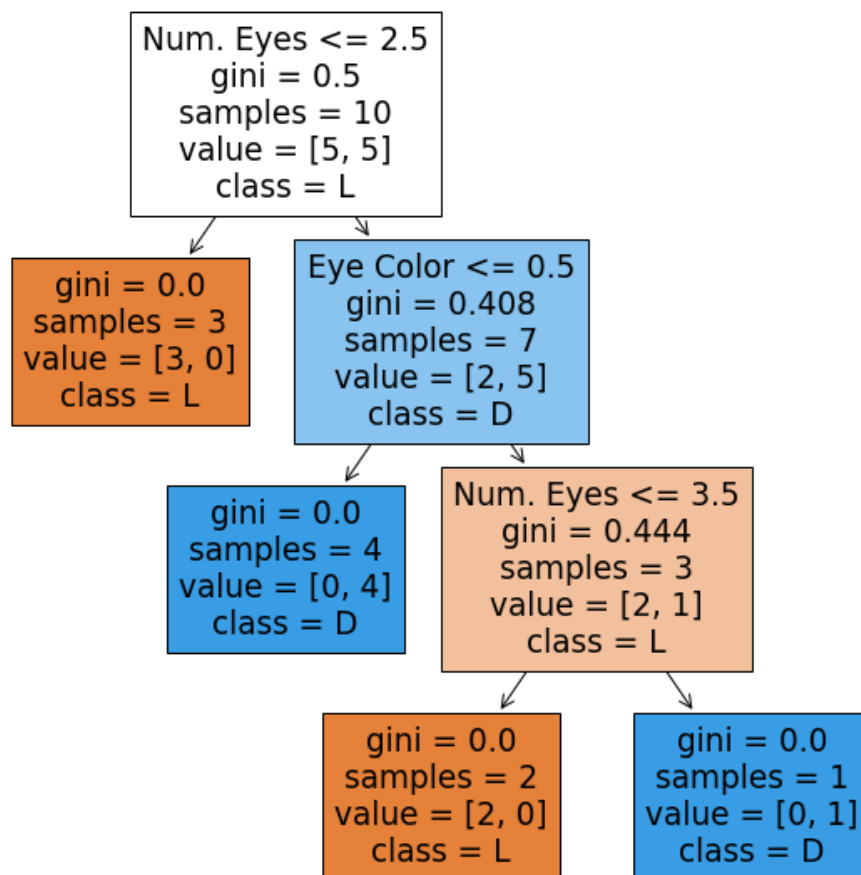 Num. Eyes <= 2.5
gini = 0.5
samples = 10
value = [5, 5]
class = L
gini = 0.0
samples = 3
value = [3, 0]
class = L
Eye Color <= 0.5
gini = 0.408
samples = 7
value = [2, 5]
class = D
gini = 0.0
samples = 4
value = [0, 4]
class = D
Num. Eyes <= 3.5
gini = 0.444
samples = 3
value = [2, 1]
class = L
gini = 0.0
samples = 2
value = [2, 0]
class = L
gini = 0.0
samples = 1
value = [0, 1]
class = D